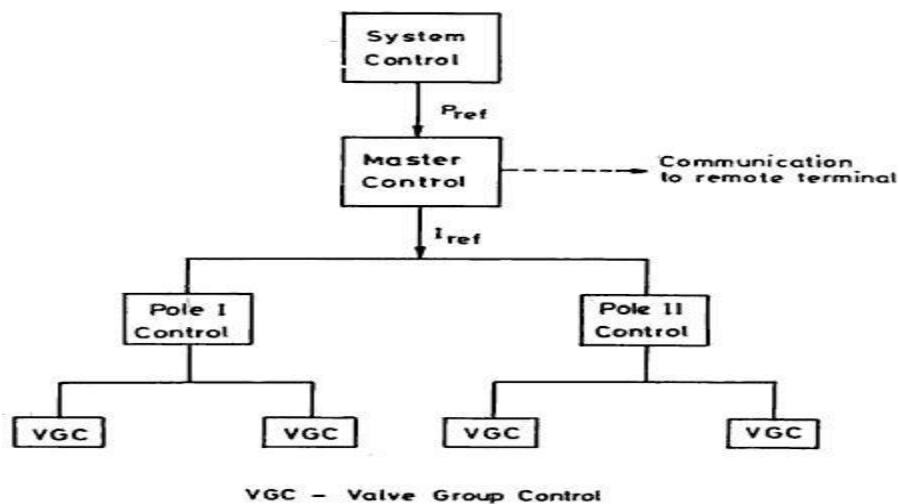 System
Control
Pref
Master
Control
Communication
to remote terminal
Iref
Pole I
Control
Pole II
Control
VGC
VGC
VGC
VGC
VGC - Valve Group Control